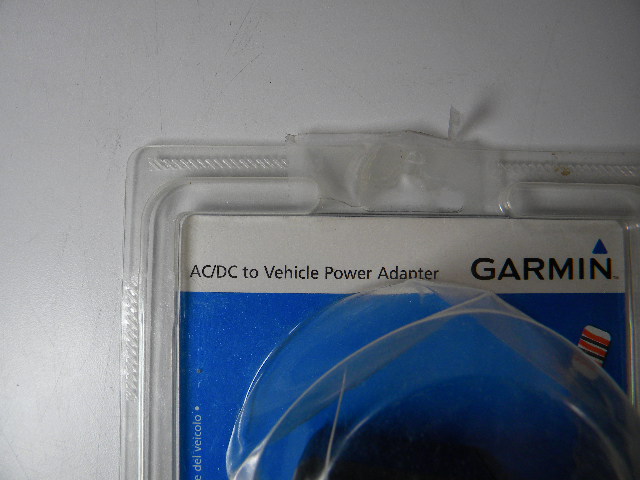 AC/DC to Vehicle Power Adapter
GARMIN
e del veicolo •